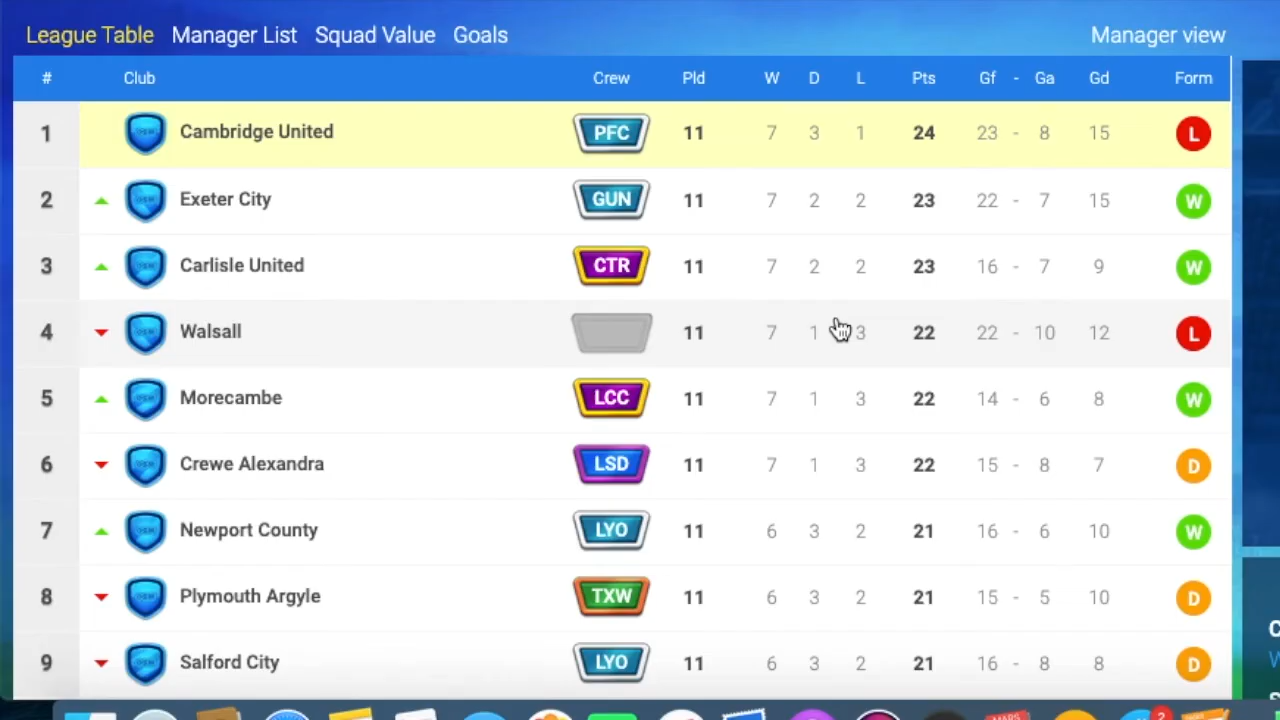 League Table Manager List Squad Value Goals Manager view
# Club Crew Pld W D L Pts Gf - Ga Gd Form
1 Cambridge United PFC 11 7 3 1 24 23 - 8 15 L
2 Exeter City GUN 11 7 2 2 23 22 - 7 15 W
3 Carlisle United CTR 11 7 2 2 23 16 - 7 9 W
4 Walsall 11 7 1 3 22 22 - 10 12 L
5 Morecambe LCC 11 7 1 3 22 14 - 6 8 W
6 Crewe Alexandra LSD 11 7 1 3 22 15 - 8 7 D
7 Newport County LYO 11 6 3 2 21 16 - 6 10 W
8 Plymouth Argyle TXW 11 6 3 2 21 15 - 5 10 D
9 Salford City LYO 11 6 3 2 21 16 - 8 8 D
MARS 2